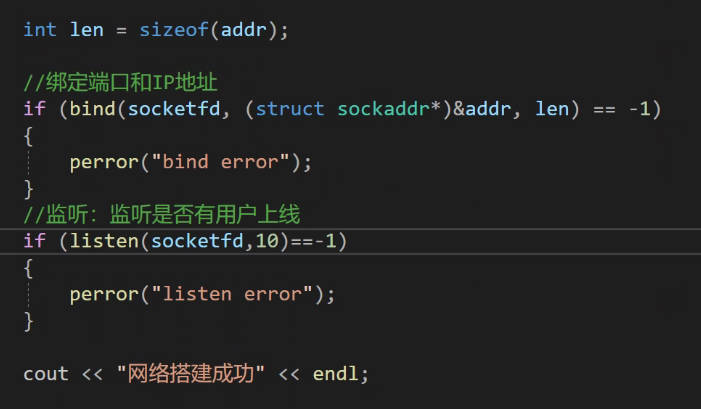 int len = sizeof(addr);
//绑定端口和IP地址
if (bind(socketfd, (struct sockaddr*)&addr, len) == -1)
{
perror("bind error");
}
//监听：监听是否有用户上线
if (listen(socketfd,10)==-1)
{
perror("listen error");
}
cout << "网络搭建成功" << endl;